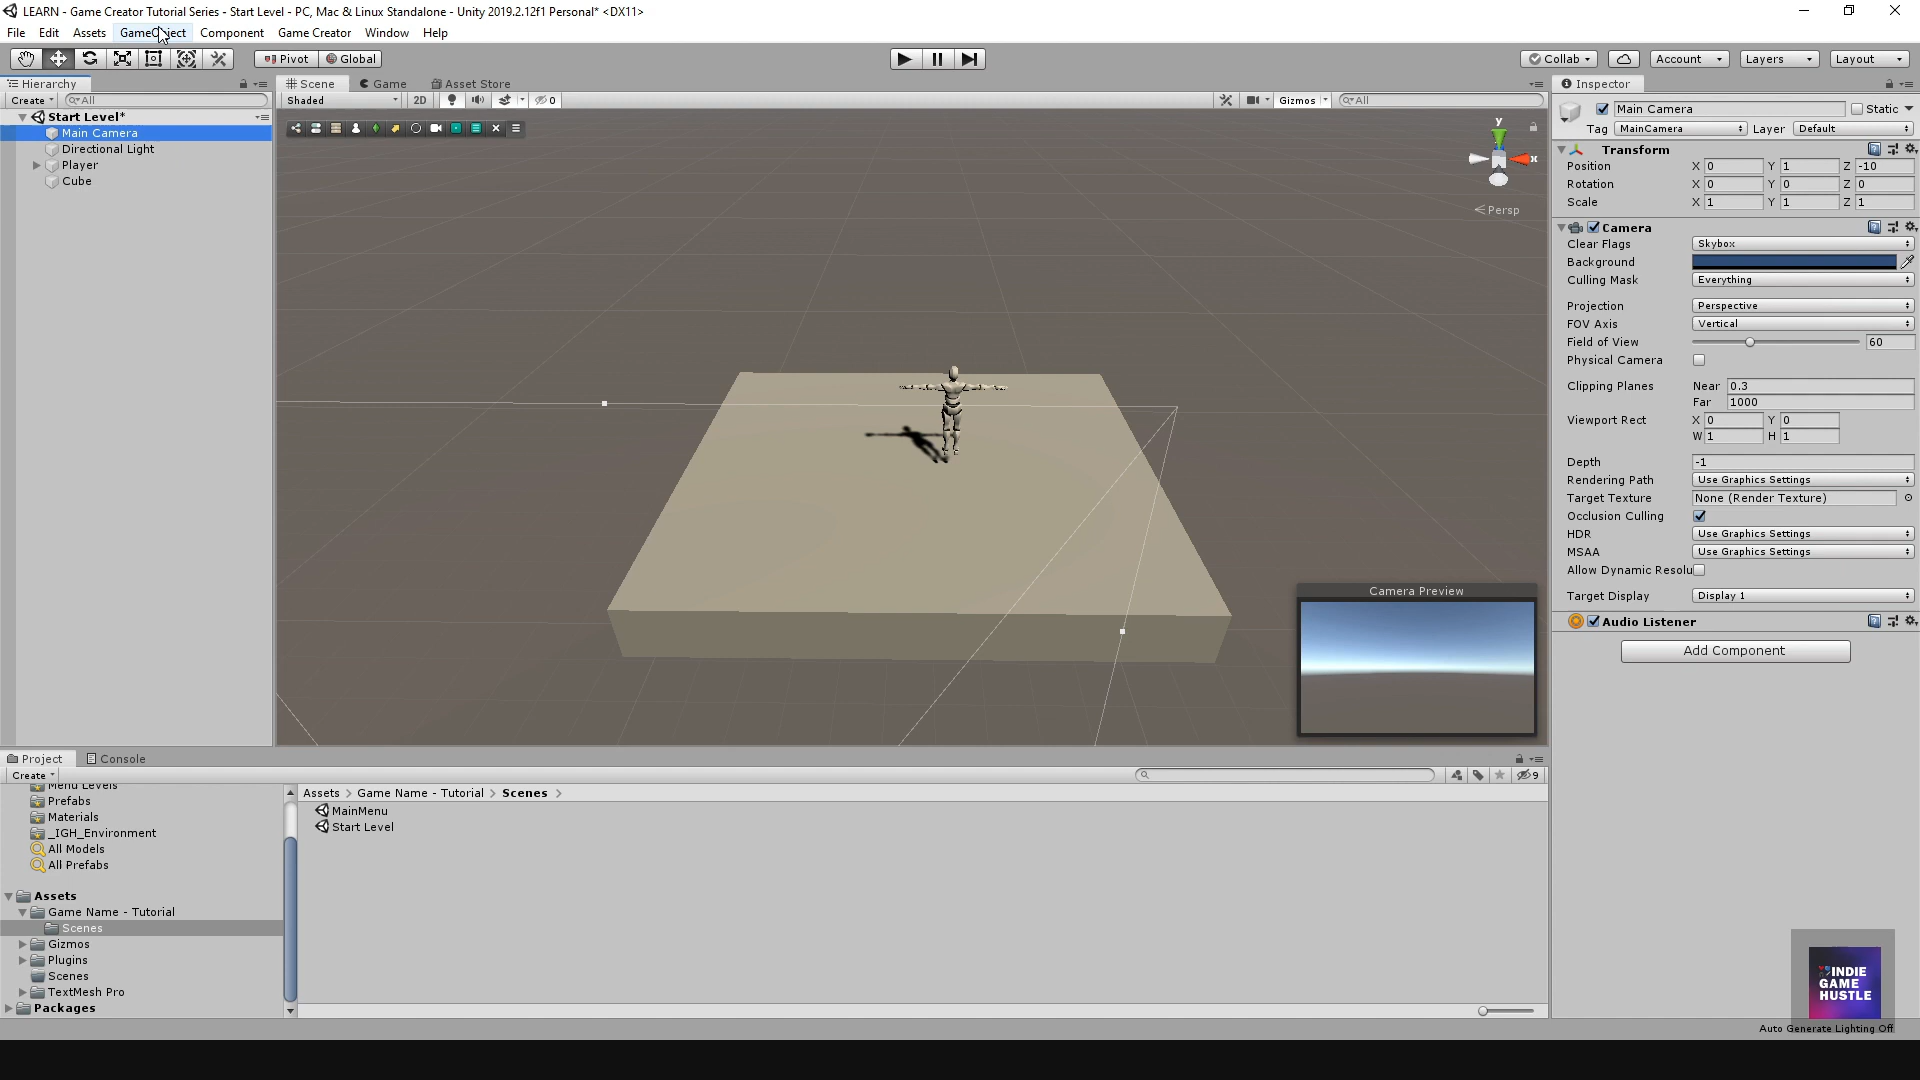 LEARN - Game Creator Tutorial Series - Start Level - PC, Mac & Linux Standalone - Unity 2019.2.12f1 Personal* <DX11>
File Edit Assets GameObject Component Game Creator Window Help
Pivot Global Collab Account Layers Layout
Hierarchy
Create All
Start Level*
Main Camera
Directional Light
Player
Cube
Scene Game Asset Store
Shaded 2D 0 Gizmos All
y
x
Persp
Camera Preview
Inspector
Main Camera Static
Tag MainCamera Layer Default
Transform
Position X 0 Y 1 Z -10
Rotation X 0 Y 0 Z 0
Scale X 1 Y 1 Z 1
Camera
Clear Flags Skybox
Background
Culling Mask Everything
Projection Perspective
FOV Axis Vertical
Field of View 60
Physical Camera
Clipping Planes Near 0.3
Far 1000
Viewport Rect X 0 Y 0
W 1 H 1
Depth -1
Rendering Path Use Graphics Settings
Target Texture None (Render Texture)
Occlusion Culling
HDR Use Graphics Settings
MSAA Use Graphics Settings
Allow Dynamic Resolu
Target Display Display 1
Audio Listener
Add Component
Project Console
Create 9
Menu Levels
Prefabs
Materials
_IGH_Environment
All Models
All Prefabs
Assets
Game Name - Tutorial
Scenes
Gizmos
Plugins
Scenes
TextMesh Pro
Packages
Assets > Game Name - Tutorial > Scenes >
MainMenu
Start Level
INDIE
GAME
HUSTLE
Auto Generate Lighting Off